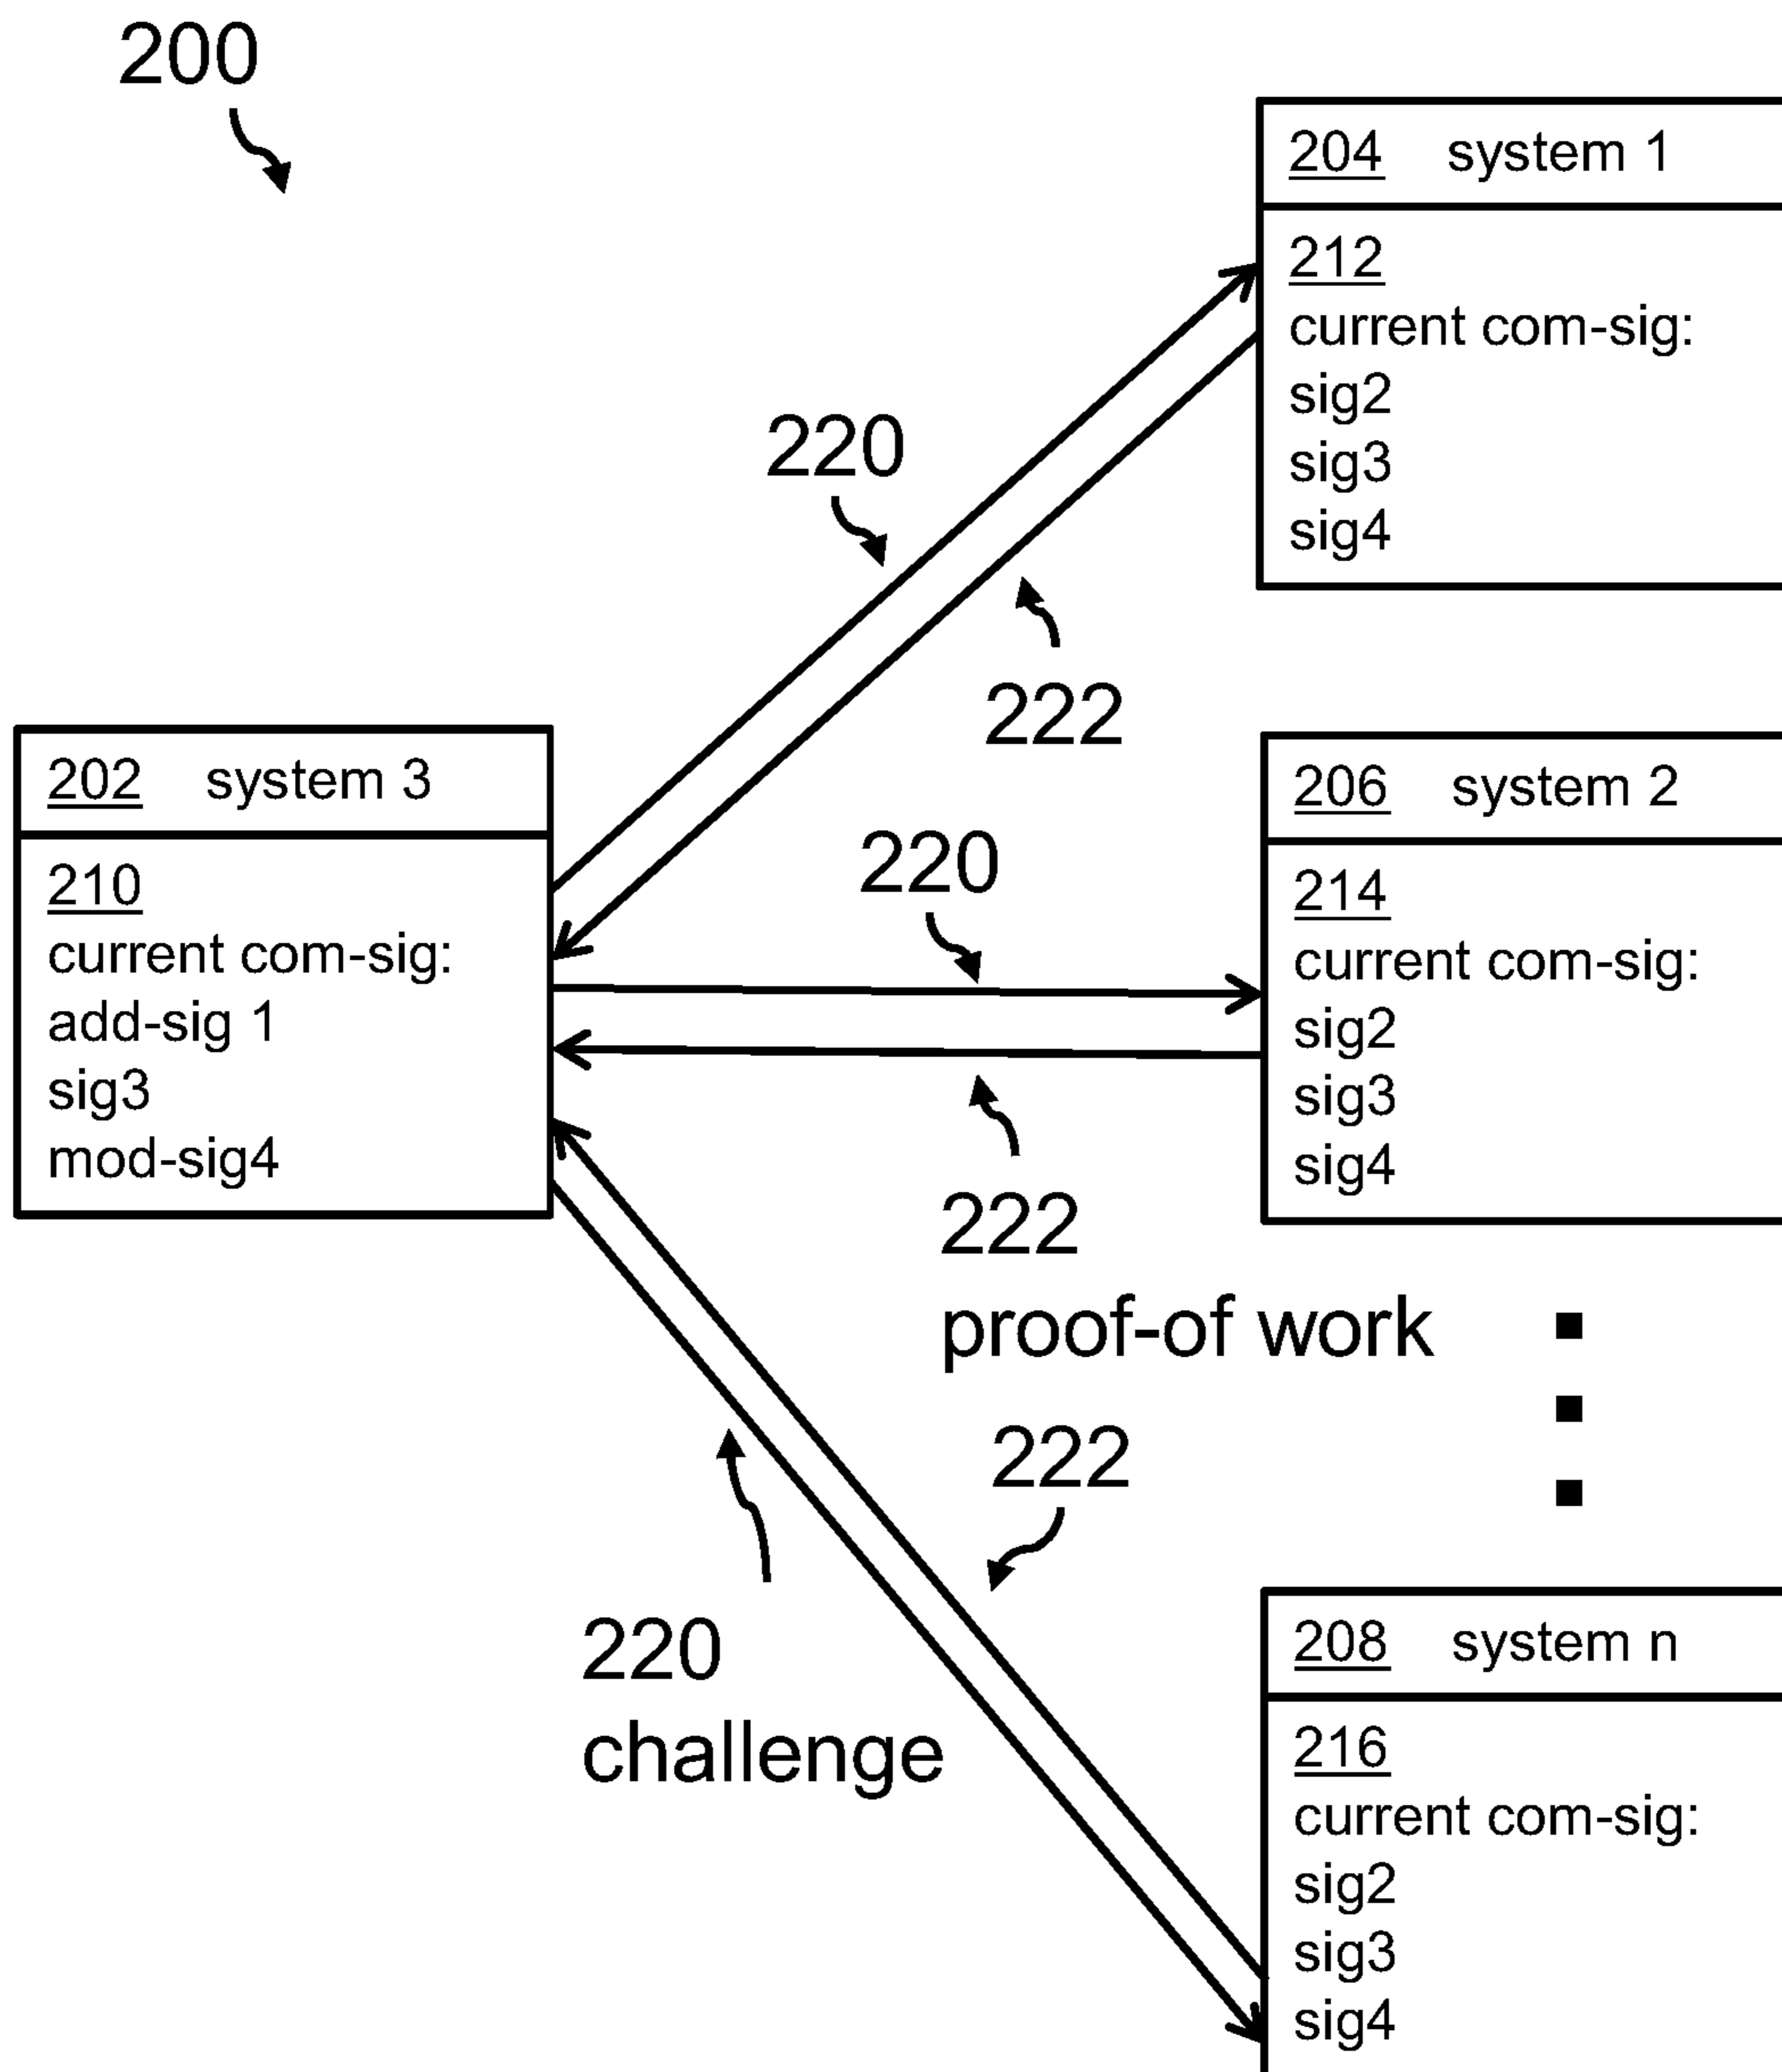 200
204 system 1
212
current com-sig:
sig2
sig3
sig4
220
222
202 system 3
210
current com-sig:
add-sig 1
sig3
mod-sig4
220
206 system 2
214
current com-sig:
sig2
sig3
sig4
222
proof-of work
222
220
challenge
208 system n
216
current com-sig:
sig2
sig3
sig4